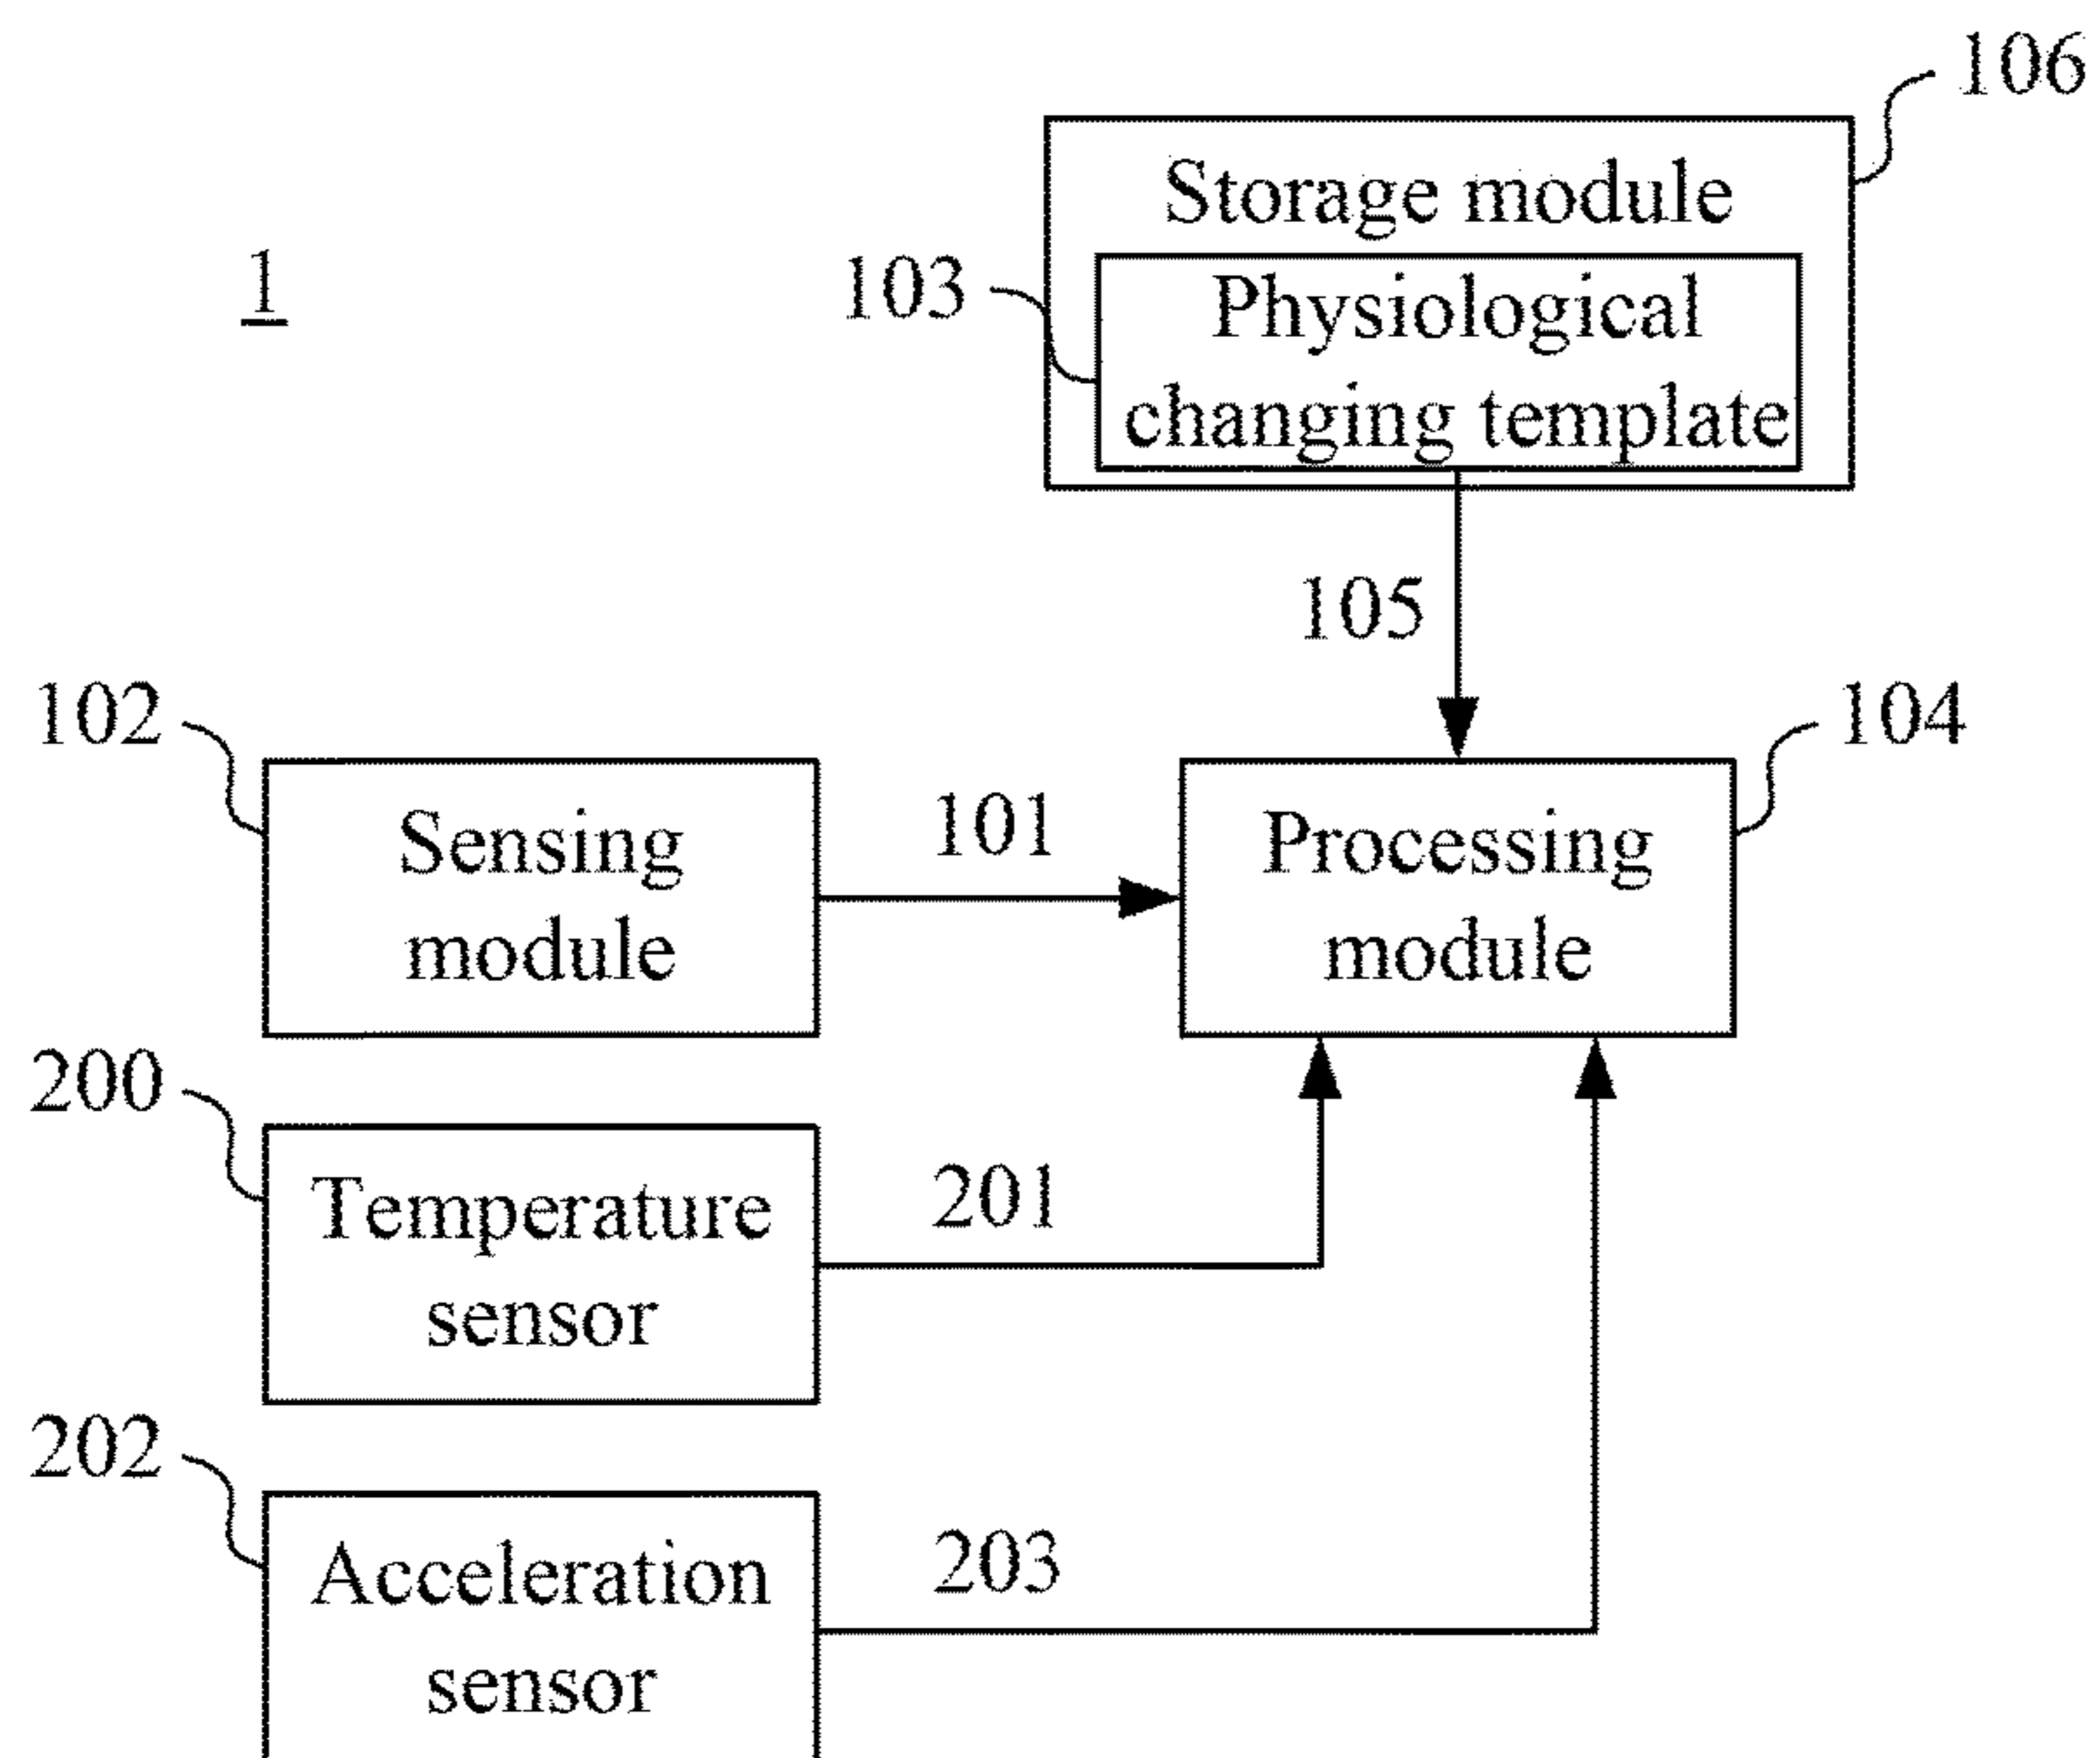 106
Storage module
1
103
Physiological
changing template
105
102
104
Sensing
module
101
Processing
module
200
Temperature
sensor
201
202
Acceleration
sensor
203